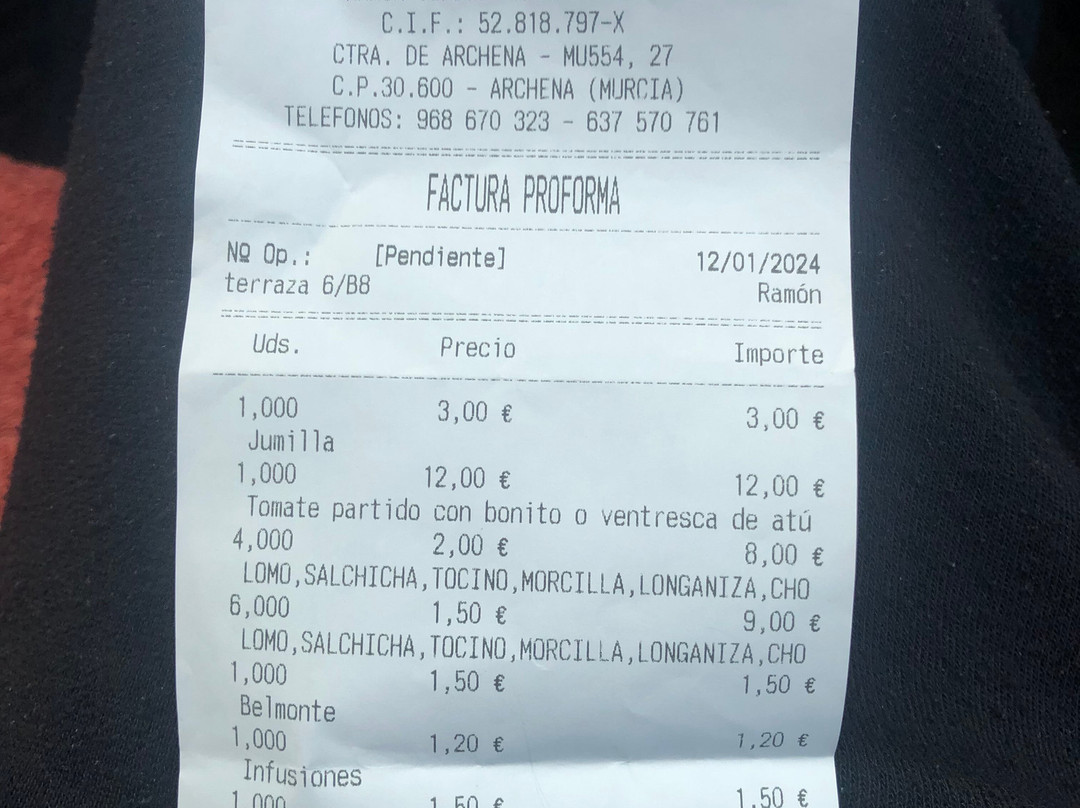 C.I.F.: 52.818.797-X
CTRA. DE ARCHENA - MU554, 27
C.P.30.600 - ARCHENA (MURCIA)
TELEFONOS: 968 670 323 - 637 570 761
FACTURA PROFORMA
Nº Op.: [Pendiente] 12/01/2024
terraza 6/B8 Ramón
Uds. Precio Importe
1,000 3,00 € 3,00 €
Jumilla
1,000 12,00 € 12,00 €
Tomate partido con bonito o ventresca de atú
4,000 2,00 € 8,00 €
LOMO,SALCHICHA,TOCINO,MORCILLA,LONGANIZA,CHO
6,000 1,50 € 9,00 €
LOMO,SALCHICHA,TOCINO,MORCILLA,LONGANIZA,CHO
1,000 1,50 € 1,50 €
Belmonte
1,000 1,20 € 1,20 €
Infusiones
1,000 1,50 € 1,50 €